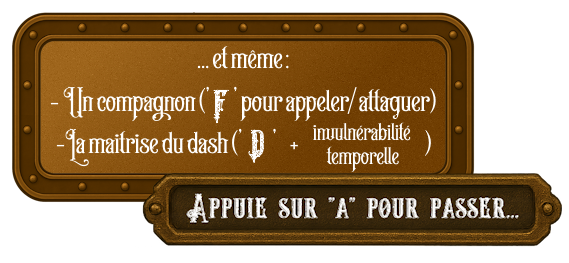 ... et même :
- Un compagnon ( ' F ' pour appeler/ attaquer)
- La maitrise du dash ( ' D ' + invulnérabilité temporelle )
Appuie sur "a" pour passer...